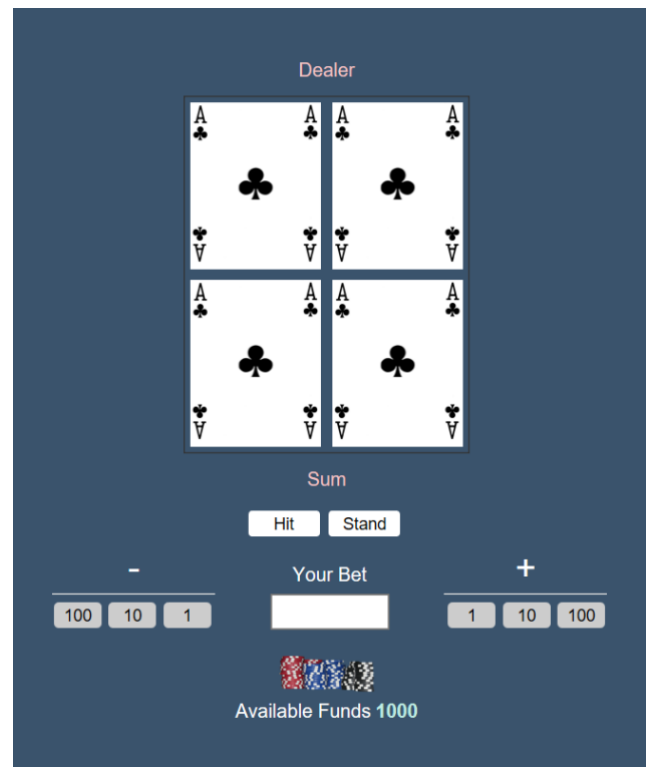 Dealer
A A A A
A A A A
A A A A
A A A A
Sum
Hit Stand
- Your Bet +
100 10 1 1 10 100
Available Funds 1000